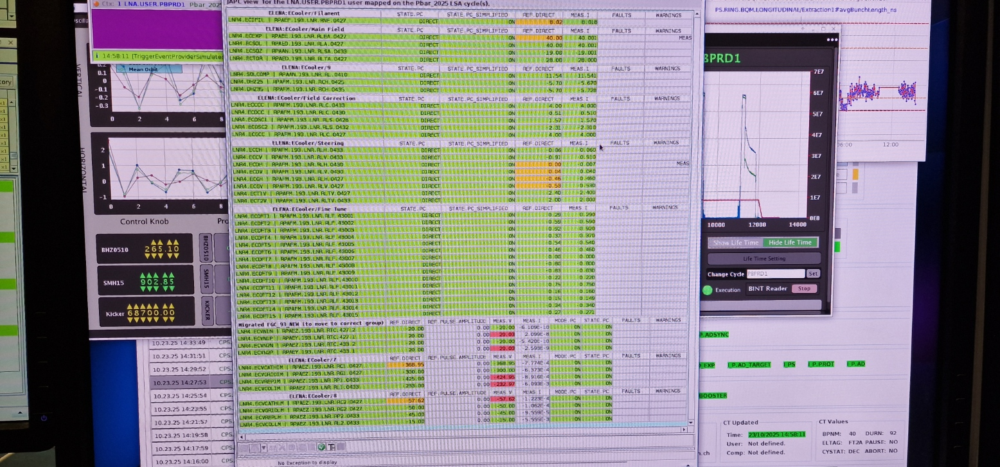 Ctx: 1 LNA.USER.PBPRD1 Pbar_202
14:58:11 [TriggerEventProviderSimulated
JAPC view for the LNA.USER.PBPRD1 user mapped on the Pbar_2025 LSA cycle(s).
ELENA:ECooler/Filament STATE.PC STATE.PC_SIMPLIFIED REF.DIRECT MEAS.I FAULTS WARNINGS
LNR4.ECIFIL | RPAEF.193.LNR.RNF.0427 DIRECT ON 8.02 8.018
ELENA:ECooler/Main Field STATE.PC STATE.PC_SIMPLIFIED REF.DIRECT MEAS.I FAULTS WARNINGS
LNR4.ECEXP | RPAEE.193.LNR.RLEA.0427 DIRECT ON 40.00 40.001 MEAS
LNR4.ECSOL | RPAED.193.LNR.RLA.0427 DIRECT ON 40.00 40.001
LNR4.ECSQZ | RPAAN.193.LNR.RLSA.0433 DIRECT ON -19.00 -19.001
LNR4.ECTOR | RPAED.193.LNR.RLTA.0427 DIRECT ON 28.00 28.000
ELENA:ECooler/9 STATE.PC STATE.PC_SIMPLIFIED REF.DIRECT MEAS.I FAULTS WARNINGS
LNR4.SOLCOMP | RPAAN.193.LNR.RL.0410 DIRECT ON 11.54 11.541
LNR4.DHZ25 | RPAFM.193.LNR.RCH.0425 DIRECT ON -5.70 -5.670
LNR4.DHZ35 | RPAFM.193.LNR.RCH.0435 DIRECT ON -5.70 -5.728
ELENA:ECooler/Field Correction STATE.PC STATE.PC_SIMPLIFIED REF.DIRECT MEAS.I FAULTS WARNINGS
LNR4.ECCCC | RPAFM.193.LNR.RLC.0433 DIRECT ON 4.00 4.000
LNR4.ECDCC | RPAFM.193.LNR.RLC.0430 DIRECT ON 0.51 0.510
LNR4.ECDSC1 | RPAFM.193.LNR.RLS.0428 DIRECT ON 1.57 1.570
LNR4.ECDSC2 | RPAFM.193.LNR.RLS.0432 DIRECT ON -2.31 -2.310
LNR4.ECGCC | RPAFM.193.LNR.RLC.0427 DIRECT ON 4.00 4.000
ELENA:ECooler/Steering STATE.PC STATE.PC_SIMPLIFIED REF.DIRECT MEAS.I FAULTS WARNINGS
LNR4.ECCH | RPAFM.193.LNR.RLH.0433 DIRECT ON -0.06 -0.060
LNR4.ECCV | RPAFM.193.LNR.RLV.0433 DIRECT ON -0.91 -0.910
LNR4.ECDH | RPAFM.193.LNR.RLH.0430 DIRECT ON 0.00 -0.007 MEAS
LNR4.ECDV | RPAFM.193.LNR.RLV.0430 DIRECT ON 0.04 0.040
LNR4.ECGH | RPAFM.193.LNR.RLH.0427 DIRECT ON -0.46 -0.460
LNR4.ECGV | RPAFM.193.LNR.RLV.0427 DIRECT ON -0.53 -0.530
LNR4.ECT1V | RPAFM.193.LNR.RLTV.0427 DIRECT ON -2.40 -2.400
LNR4.ECT2V | RPAFM.193.LNR.RLTV.0433 DIRECT ON 2.00 2.000
ELENA:ECooler/Fine Tune STATE.PC STATE.PC_SIMPLIFIED REF.DIRECT MEAS.I FAULTS WARNINGS
LNR4.ECDFT1 | RPAFM.193.LNR.RLF.43001 DIRECT ON 0.29 0.290
LNR4.ECDFT2 | RPAFM.193.LNR.RLF.43002 DIRECT ON -0.59 -0.590
LNR4.ECDFT3 | RPAFM.193.LNR.RLF.43003 DIRECT ON -0.92 -0.920
LNR4.ECDFT4 | RPAFM.193.LNR.RLF.43004 DIRECT ON 0.37 0.370
LNR4.ECDFT5 | RPAFM.193.LNR.RLF.43005 DIRECT ON 0.54 0.540
LNR4.ECDFT6 | RPAFM.193.LNR.RLF.43006 DIRECT ON 0.46 0.460
LNR4.ECDFT7 | RPAFM.193.LNR.RLF.43007 DIRECT ON 0.00 0.000
LNR4.ECDFT8 | RPAFM.193.LNR.RLF.43008 DIRECT ON -0.80 -0.800
LNR4.ECDFT9 | RPAFM.193.LNR.RLF.43009 DIRECT ON -0.83 -0.830
LNR4.ECDFT10 | RPAFM.193.LNR.RLF.43010 DIRECT ON 0.22 0.220
LNR4.ECDFT11 | RPAFM.193.LNR.RLF.43011 DIRECT ON 0.75 0.750
LNR4.ECDFT12 | RPAFM.193.LNR.RLF.43012 DIRECT ON 0.16 0.160
LNR4.ECDFT13 | RPAFM.193.LNR.RLF.43013 DIRECT ON 0.15 0.149
LNR4.ECDFT14 | RPAFM.193.LNR.RLF.43014 DIRECT ON -0.34 -0.340
LNR4.ECDFT15 | RPAFM.193.LNR.RLF.43015 DIRECT ON -0.27 -0.271
Migrated FGC_93_NEW (to move to correct group) REF.DIRECT REF.PULSE.AMPLITUDE MEAS.V MEAS.I MODE.PC STATE.PC FAULTS WARNINGS
LNR4.ECVN1N | RPAEZ.193.LNR.RTC.427.2 -20.00 0.00 -20.00 -6.109E-10 ON ON
LNR4.ECVN1P | RPAEY.193.LNR.RTC.427.1 20.00 0.00 20.03 2.099E-8 ON ON
LNR4.ECVN2N | RPAEZ.193.LNR.RTC.433.2 -20.00 0.00 -20.00 -5.420E-10 ON ON
LNR4.ECVN2P | RPAEY.193.LNR.RTC.433.1 20.00 0.00 20.03 -2.593E-9 ON ON
ELENA:ECooler/7 REF.DIRECT REF.PULSE.AMPLITUDE MEAS.V MEAS.I MODE.PC STATE.PC FAULTS WARNINGS
LNR4.ECVCATHIM | RPAEZ.193.LNR.RC1.0427 -368.95 0.00 -368.95 -7.774E-4 ON ON
LNR4.ECVGRIDIM | RPAEZ.193.LNR.RG1.0427 -300.00 0.00 -300.00 -6.373E-4 ON ON
LNR4.ECVREPIM | RPAEZ.193.LNR.RP1.0433 -425.00 0.00 -424.95 -8.916E-4 ON ON
LNR4.ECVCOLIM | RPAEZ.193.LNR.RL1.0433 -233.00 0.00 -232.97 -6.093E-3 ON ON
ELENA:ECooler/8 REF.DIRECT REF.PULSE.AMPLITUDE MEAS.V MEAS.I MODE.PC STATE.PC FAULTS WARNINGS
LNR4.ECVCATHLM | RPAEZ.193.LNR.RC2.0427 -57.62 0.00 -57.62 -1.223E-4 ON ON
LNR4.ECVGRIDLM | RPAEZ.193.LNR.RG2.0427 -50.00 0.00 -50.00 -1.062E-4 ON ON
LNR4.ECVREPLM | RPAEZ.193.LNR.RP2.0433 -45.00 0.00 -45.00 -9.559E-5 ON ON
LNR4.ECVCOLLM | RPAEZ.193.LNR.RL2.0433 -15.00 0.00 -15.00 -5.555E-3 ON ON
No Exception to display
VERTICAL
Mean Orbit
0.2
0.1
0
-0.1
-0.2
-0.3
0 2 4 6 8
HORIZONTAL
2
1
0
-1
0 2 4 6 8
Control Knob
BHZ0510 265.10 BHZ0510
SMH15 902.85 SMH15
Kicker 68700.00 KICKER
10.23.25 14:33:49 CPS.
10.23.25 14:31:51 CPS.
10.23.25 14:29:52 CPS.
10.23.25 14:27:53 CPS.
10.23.25 14:25:54 CPS.
10.23.25 14:23:55 CPS.
10.23.25 14:21:57 CPS.
10.23.25 14:19:58 CPS.
10.23.25 14:17:59 CPS.
10.23.25 14:16:00 CPS.
PS.RING.BQM.LONGITUDINAL/Extraction1#avgBunchLength_ns
06:00 12:00
BPRD1
7E7
6E7
5E7
4E7
3E7
2E7
1E7
0E0
10000 12000 14000
Show Life Time Hide Life Time
Life Time Setting
Change Cycle PBPRD1 Set
Execution BINT Reader Stop
P.ADSYNC
_EXP I_P.AD_TARGET I_PS I_P.PROT I_P.AD
BOOSTER
CT Updated
Time: 23/10/2025 14:58:11
User: Not defined.
Comp: Not defined.
CT Values
BPNM: 40 DURN: 92
ELTAG: FT2A PAUSE: NO
CYSTAT: DEC ABORT: NO